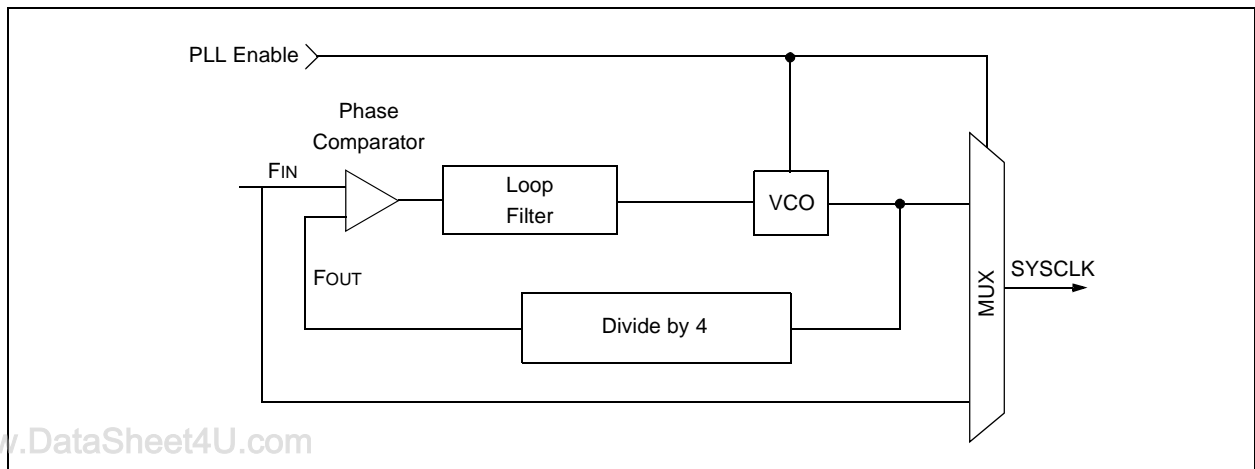 PLL Enable
Phase
Comparator
FIN
Loop
Filter
VCO
FOUT
Divide by 4
MUX
SYSCLK
w.DataSheet4U.com